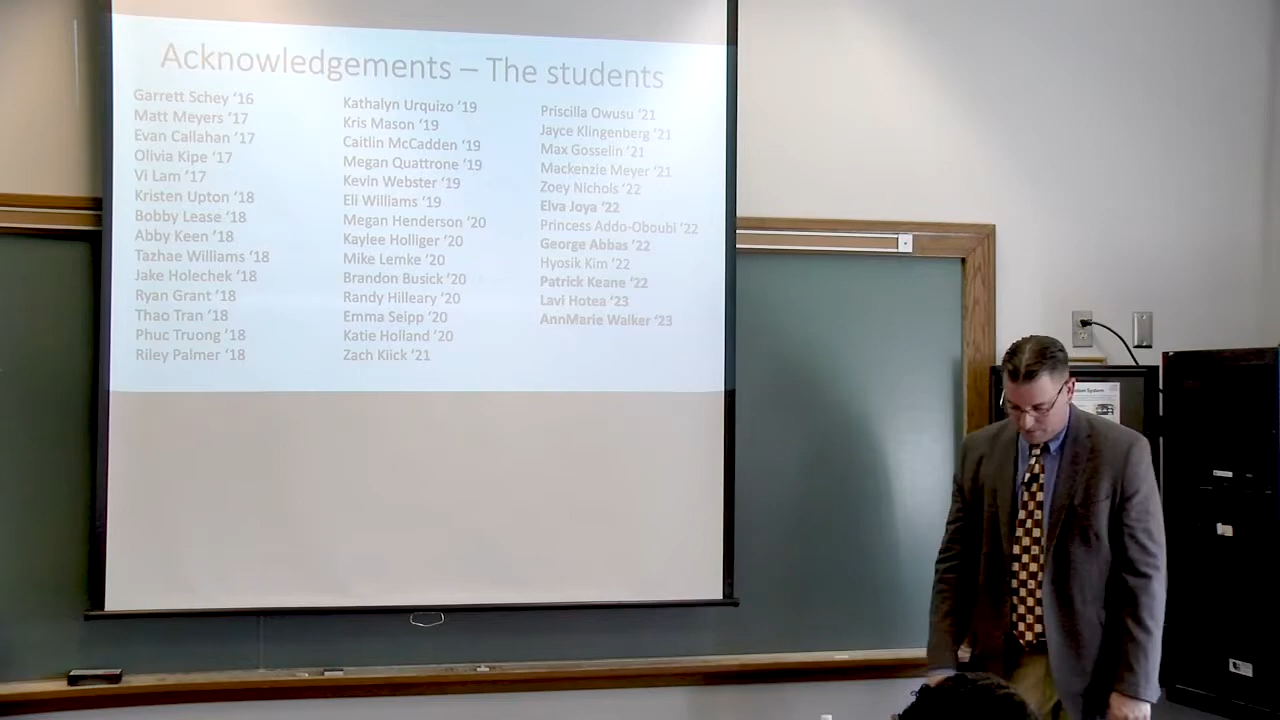 Acknowledgements – The students
Garrett Schey ‘16
Matt Meyers ’17
Evan Callahan ‘17
Olivia Kipe ‘17
Vi Lam ‘17
Kristen Upton ‘18
Bobby Lease ‘18
Abby Keen ‘18
Tazhae Williams ‘18
Jake Holechek ‘18
Ryan Grant ‘18
Thao Tran ‘18
Phuc Truong ‘18
Riley Palmer ‘18
Kathalyn Urquizo ‘19
Kris Mason ‘19
Caitlin McCadden ‘19
Megan Quattrone ‘19
Kevin Webster ‘19
Eli Williams ‘19
Megan Henderson ‘20
Kaylee Holliger ‘20
Mike Lemke ‘20
Brandon Busick ‘20
Randy Hilleary ‘20
Emma Seipp ‘20
Katie Holland ‘20
Zach Kiick ‘21
Priscilla Owusu ‘21
Jayce Klingenberg ‘21
Max Gosselin ‘21
Mackenzie Meyer ‘21
Zoey Nichols ‘22
Elva Joya ‘22
Princess Addo-Oboubi ‘22
George Abbas ‘22
Hyosik Kim ‘22
Patrick Keane ‘22
Lavi Hotea ‘23
AnnMarie Walker ‘23
System